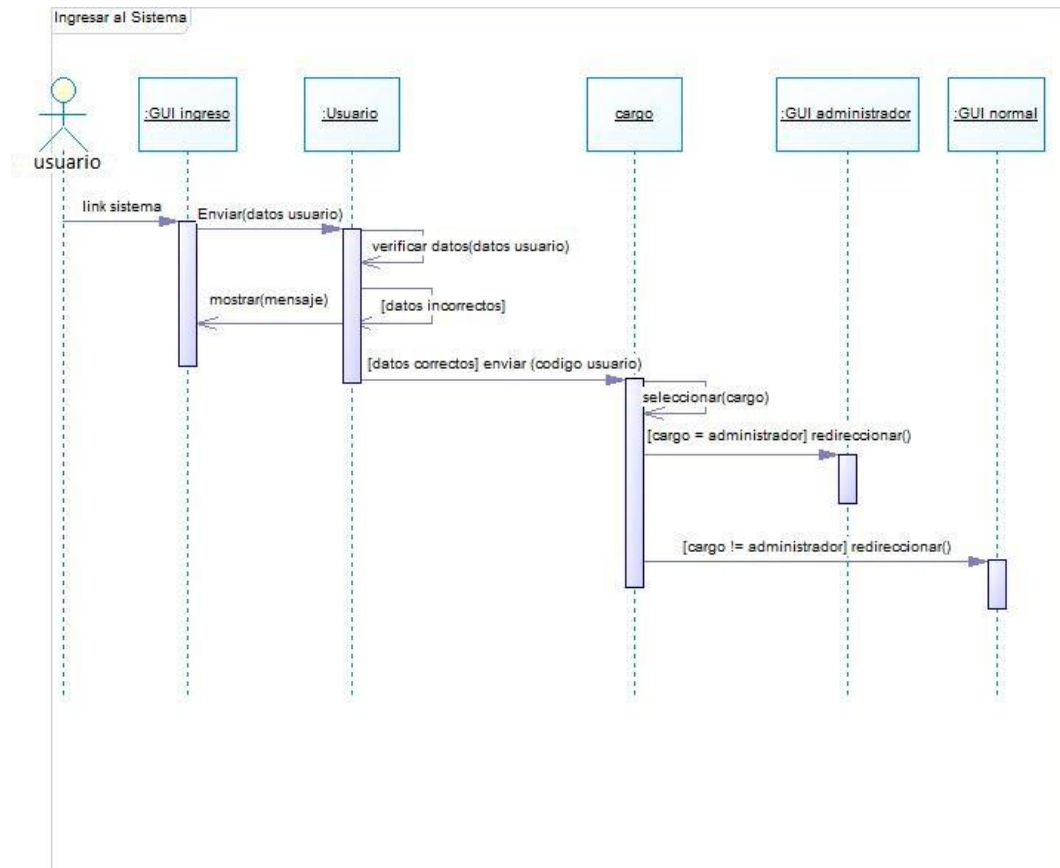 Ingresar al Sistema
:GUI ingreso
:Usuario
cargo
:GUI administrador
:GUI normal
usuario
link sistema
Enviar(datos usuario)
verificar datos(datos usuario)
mostrar(mensaje)
[datos incorrectos]
[datos correctos] enviar (codigo usuario)
seleccionar(cargo)
[cargo = administrador] redireccionar()
[cargo != administrador] redireccionar()